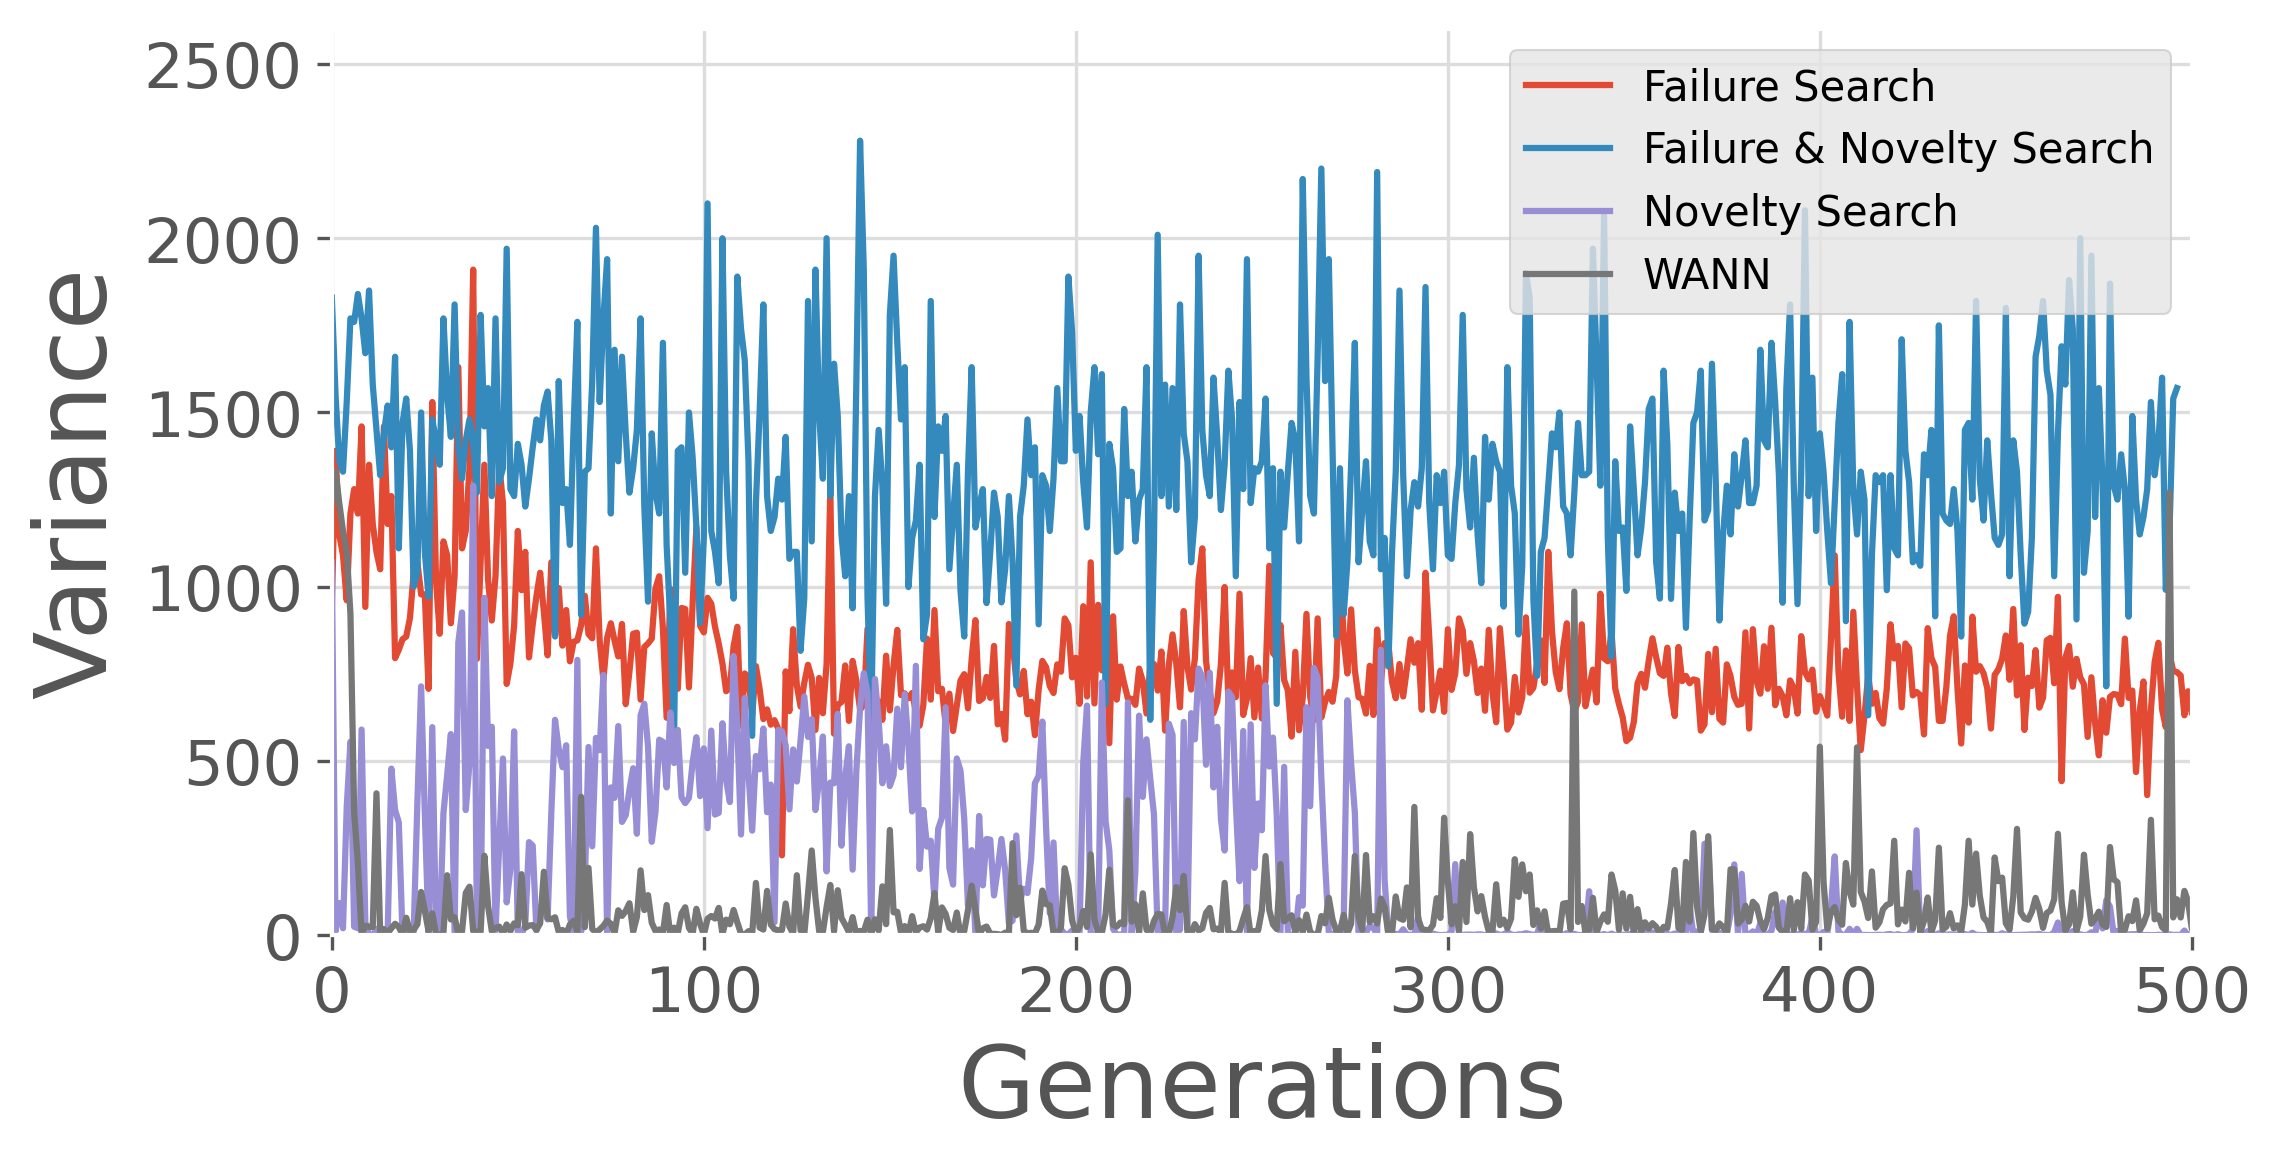 2500
2000
1500
1000
500
0
Variance
Failure Search
Failure & Novelty Search
Novelty Search
WANN
0 100 200 300 400 500
Generations